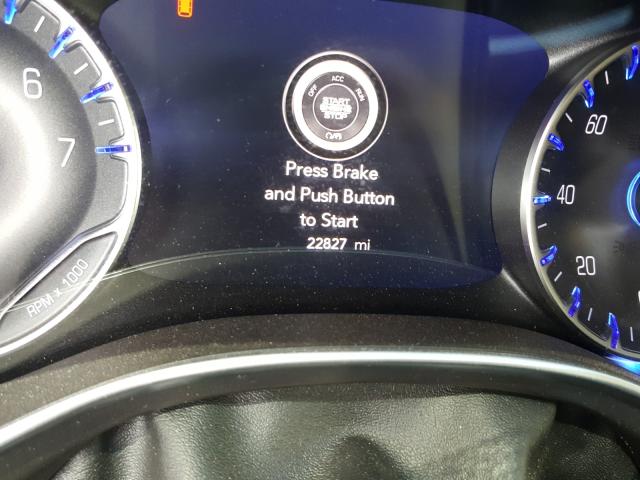 OFF ACC RUN
START
STOP
6
7
RPM x 1000
Press Brake
and Push Button
to Start
22827 mi
60
40
20